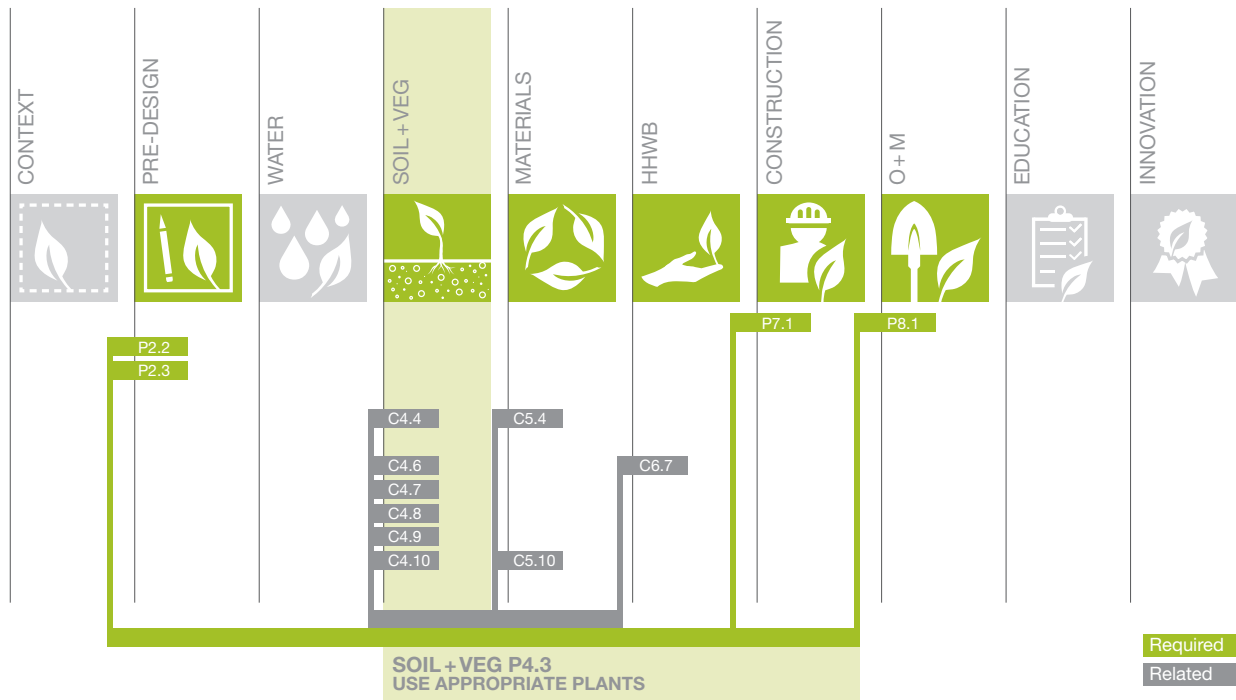 CONTEXT
PRE-DESIGN
WATER
SOIL+VEG
MATERIALS
HHWB
CONSTRUCTION
O+M
EDUCATION
INNOVATION
P7.1
P8.1
P2.2
P2.3
C4.4
C5.4
C4.6
C6.7
C4.7
C4.8
C4.9
C4.10
C5.10
SOIL+VEG P4.3
USE APPROPRIATE PLANTS
Required
Related